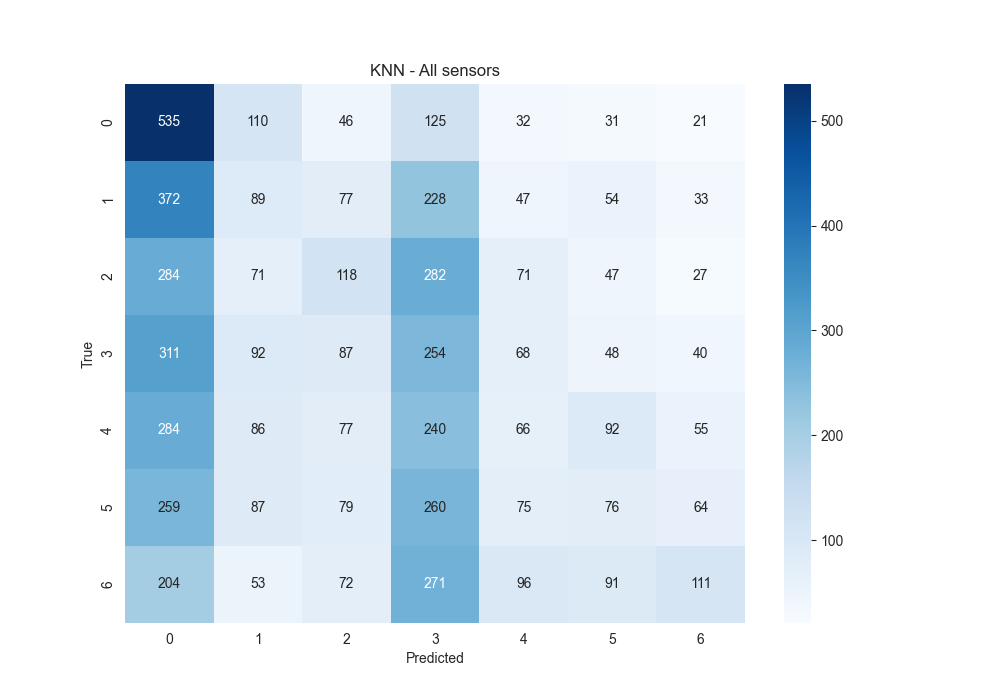 KNN - All sensors
0 535 110 46 125 32 31 21
1 372 89 77 228 47 54 33
2 284 71 118 282 71 47 27
3 311 92 87 254 68 48 40
4 284 86 77 240 66 92 55
5 259 87 79 260 75 76 64
6 204 53 72 271 96 91 111
0 1 2 3 4 5 6
Predicted
True
500
400
300
200
100